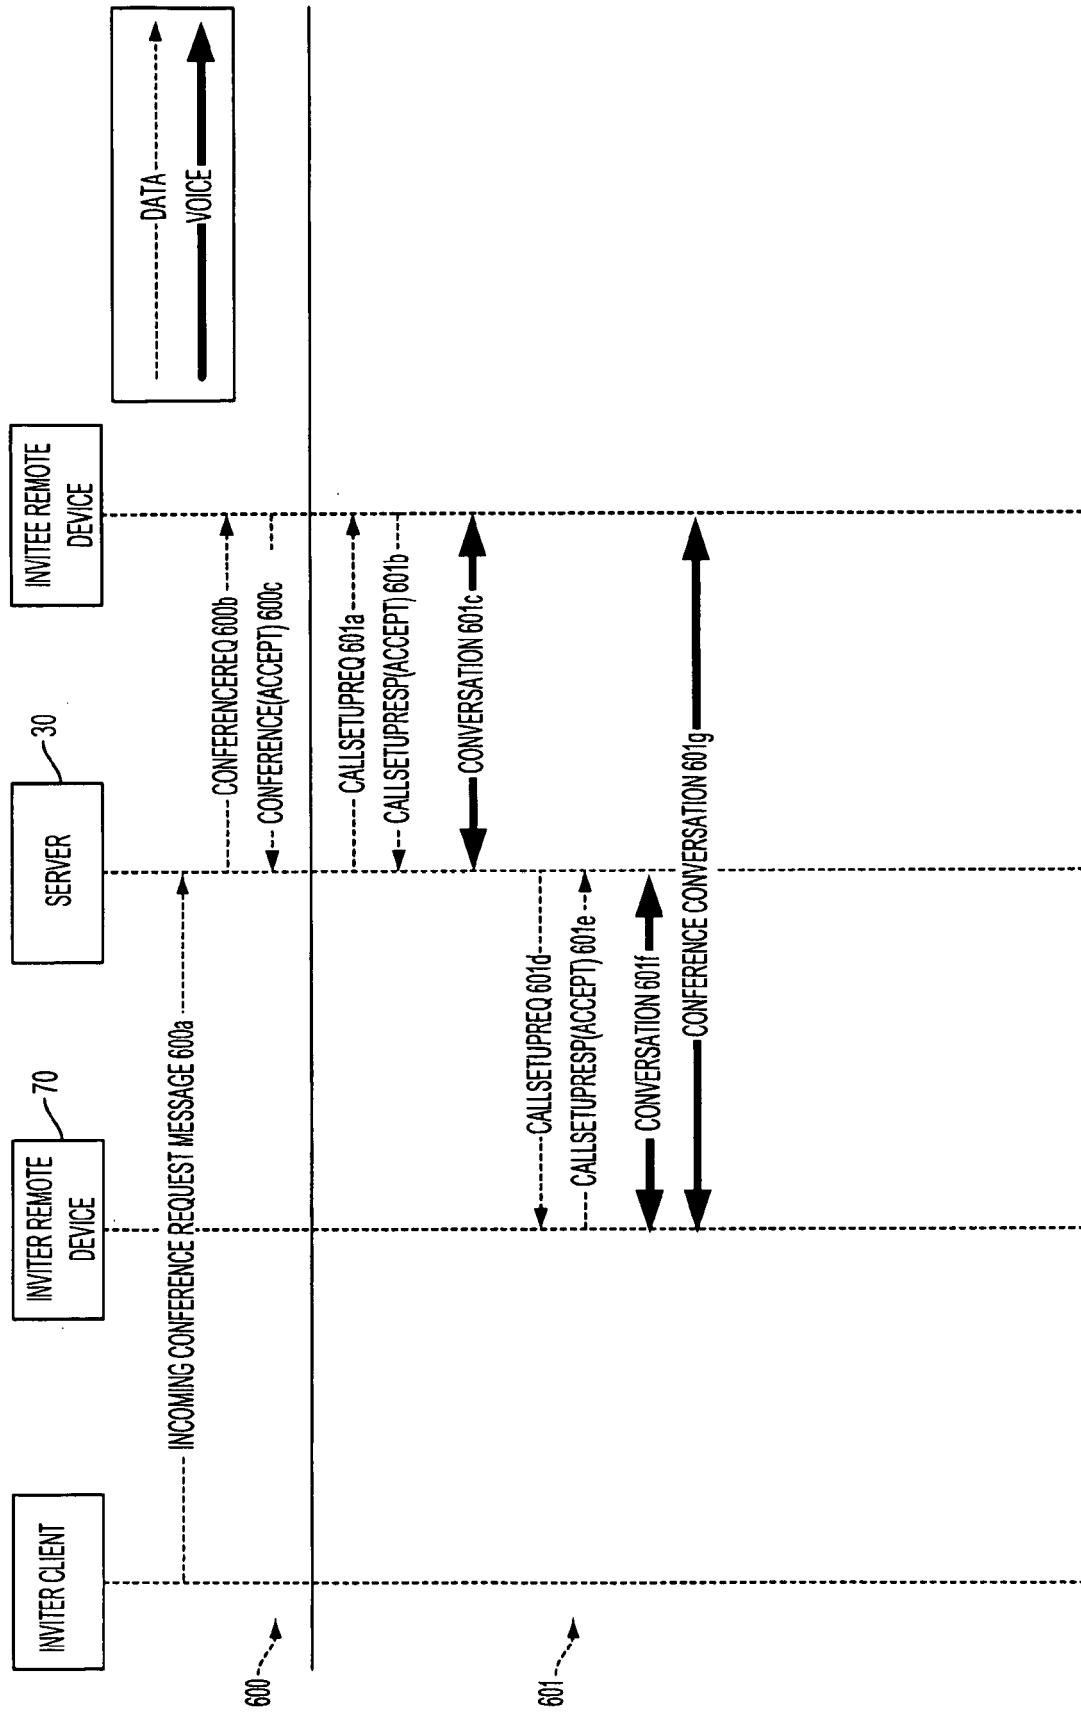 INVITER CLIENT
INVITER REMOTE
DEVICE
70
SERVER
30
INVITEE REMOTE
DEVICE
DATA
VOICE
600
INCOMING CONFERENCE REQUEST MESSAGE 600a
CONFERENCEREQ 600b
CONFERENCE(ACCEPT) 600c
601
CALLSETUPREQ 601a
CALLSETUPRESP(ACCEPT) 601b
CONVERSATION 601c
CALLSETUPREQ 601d
CALLSETUPRESP(ACCEPT) 601e
CONVERSATION 601f
CONFERENCE CONVERSATION 601g